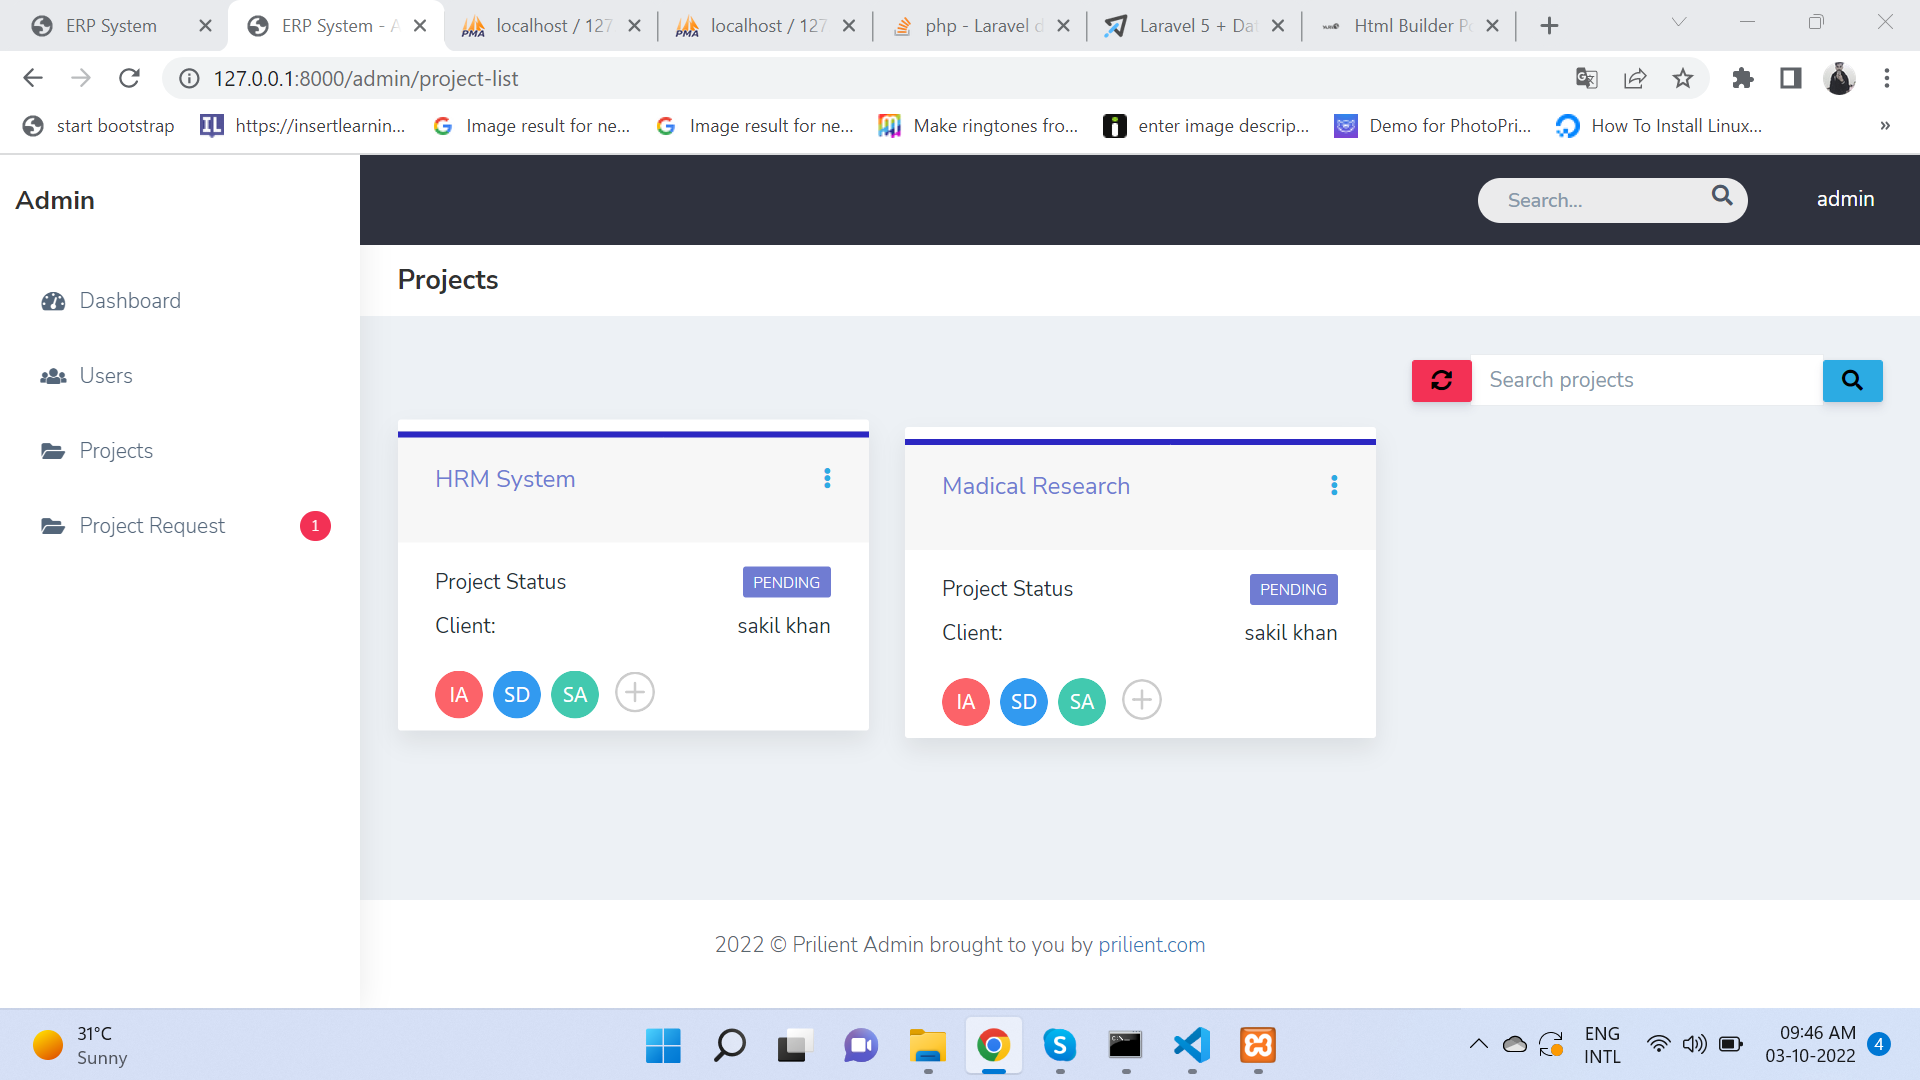 ERP System
ERP System - A
localhost / 127
localhost / 127
php - Laravel d
Laravel 5 + Dat
Html Builder Po
127.0.0.1:8000/admin/project-list
start bootstrap
https://insertlearnin...
Image result for ne...
Image result for ne...
Make ringtones fro...
enter image descrip...
Demo for PhotoPri...
How To Install Linux...
»
Admin
Search...
admin
Projects
Dashboard
Users
Projects
Project Request 1
Search projects
HRM System
Project Status PENDING
Client: sakil khan
IA SD SA
Madical Research
Project Status PENDING
Client: sakil khan
IA SD SA
2022 © Prilient Admin brought to you by prilient.com
31°C
Sunny
ENG
INTL
09:46 AM
03-10-2022
4